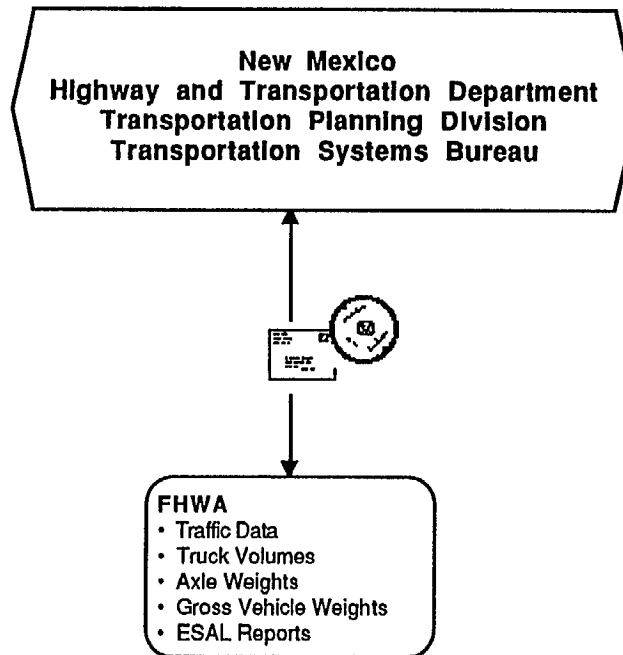 New Mexico
Highway and Transportation Department
Transportation Planning Division
Transportation Systems Bureau
FHWA
• Traffic Data
• Truck Volumes
• Axle Weights
• Gross Vehicle Weights
• ESAL Reports